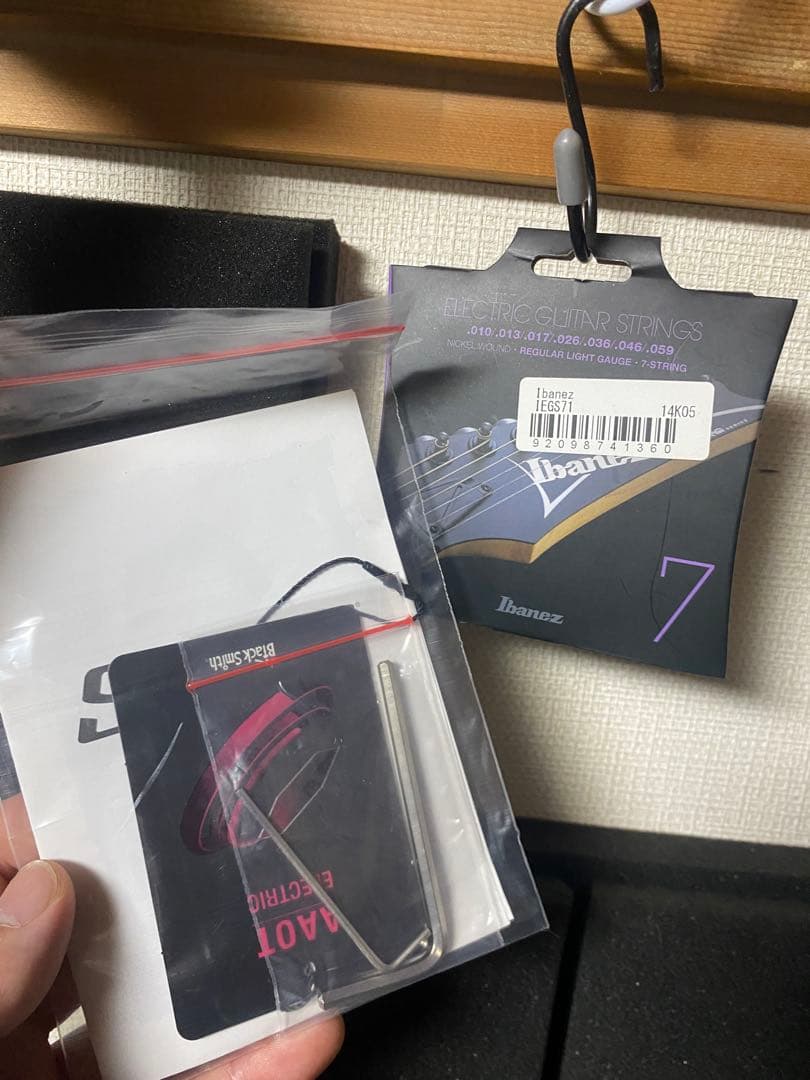 ELECTRIC GUITAR STRINGS
.010/.013/.017/.026/.036/.046/.059
NICKEL WOUND · REGULAR LIGHT GAUGE · 7-STRING
Ibanez
IEGS71 14K05
92098741360
Ibanez
Ibanez
7
S
Black Smith
ELECTRIC
AAOT